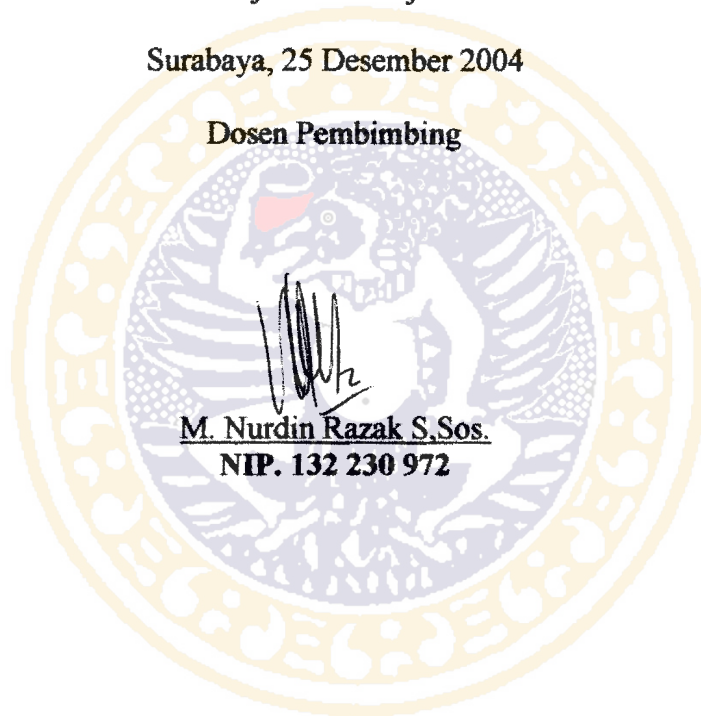 Surabaya, 25 Desember 2004
Dosen Pembimbing
M. Nurdin Razak S,Sos.
NIP. 132 230 972